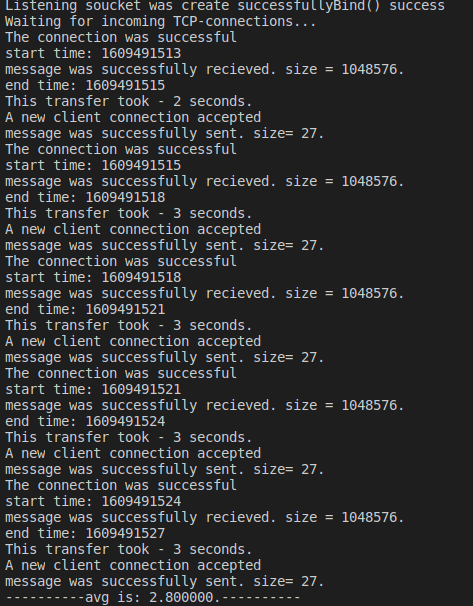 Listening soucket was create successfullyBind() success
Waiting for incoming TCP-connections...
The connection was successful
start time: 1609491513
message was successfully recieved. size = 1048576.
end time: 1609491515
This transfer took - 2 seconds.
A new client connection accepted
message was successfully sent. size= 27.
The connection was successful
start time: 1609491515
message was successfully recieved. size = 1048576.
end time: 1609491518
This transfer took - 3 seconds.
A new client connection accepted
message was successfully sent. size= 27.
The connection was successful
start time: 1609491518
message was successfully recieved. size = 1048576.
end time: 1609491521
This transfer took - 3 seconds.
A new client connection accepted
message was successfully sent. size= 27.
The connection was successful
start time: 1609491521
message was successfully recieved. size = 1048576.
end time: 1609491524
This transfer took - 3 seconds.
A new client connection accepted
message was successfully sent. size= 27.
The connection was successful
start time: 1609491524
message was successfully recieved. size = 1048576.
end time: 1609491527
This transfer took - 3 seconds.
A new client connection accepted
message was successfully sent. size= 27.
----------avg is: 2.800000.----------